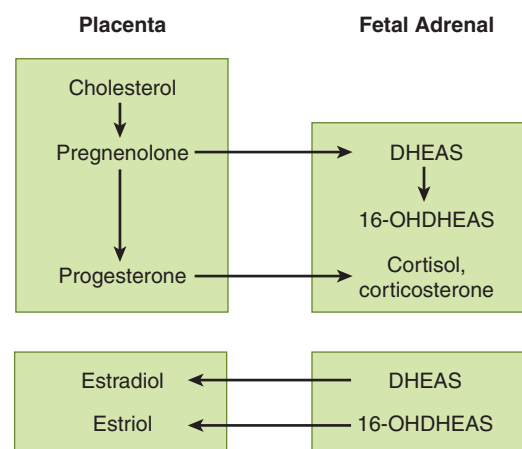 Placenta
Fetal Adrenal
Cholesterol
Pregnenolone
DHEAS
16-OHDHEAS
Progesterone
Cortisol,
corticosterone
Estradiol
DHEAS
Estriol
16-OHDHEAS